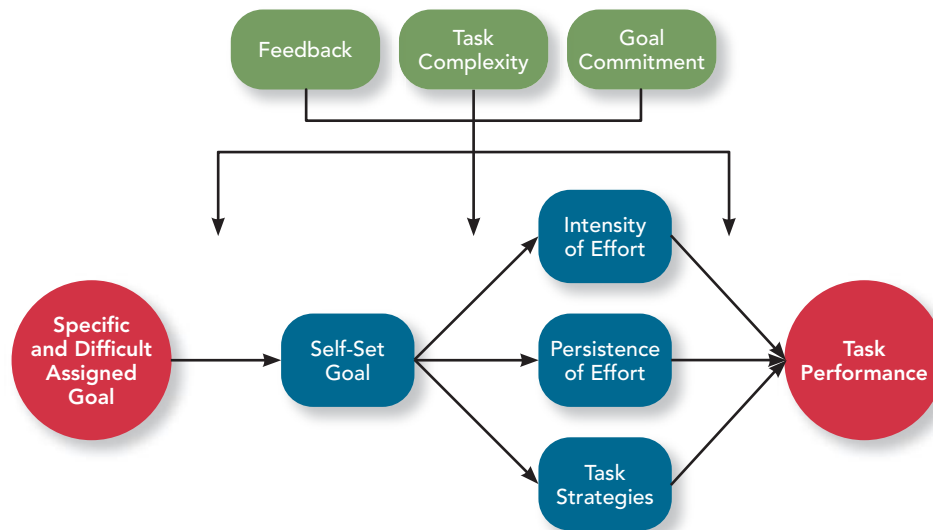 Feedback
Task
Complexity
Goal
Commitment
Intensity
of Effort
Specific
and Difficult
Assigned
Goal
Self-Set
Goal
Persistence
of Effort
Task
Performance
Task
Strategies